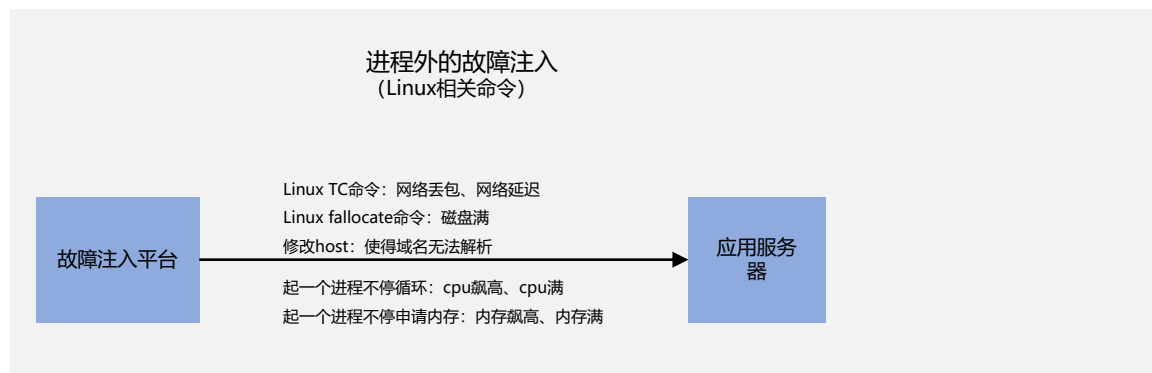 进程外的故障注入
（Linux相关命令）
Linux TC命令：网络丢包、网络延迟
Linux fallocate命令：磁盘满
修改host：使得域名无法解析
故障注入平台
应用服务
器
起一个进程不停循环：cpu飙高、cpu满
起一个进程不停申请内存：内存飙高、内存满